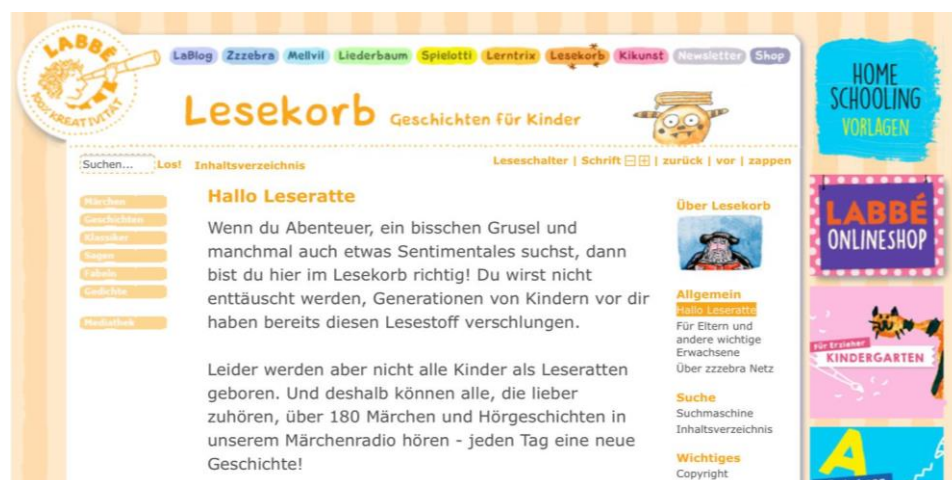 LABBÉ
100% KREATIVITÄT
LaBlog Zzzebra Mellvil Liederbaum Spielotti Lerntrix Lesekorb Kikunst Newsletter Shop
Lesekorb Geschichten für Kinder
Suchen... Los! Inhaltsverzeichnis
Leseschalter | Schrift | zurück | vor | zappen
Märchen
Geschichten
Klassiker
Sagen
Fabeln
Gedichte
Mediathek
Hallo Leseratte
Wenn du Abenteuer, ein bisschen Grusel und
manchmal auch etwas Sentimentales suchst, dann
bist du hier im Lesekorb richtig! Du wirst nicht
enttäuscht werden, Generationen von Kindern vor dir
haben bereits diesen Lesestoff verschlungen.
Leider werden aber nicht alle Kinder als Leseratten
geboren. Und deshalb können alle, die lieber
zuhören, über 180 Märchen und Hörgeschichten in
unserem Märchenradio hören - jeden Tag eine neue
Geschichte!
Über Lesekorb
Allgemein
Hallo Leseratte
Für Eltern und
andere wichtige
Erwachsene
Über zzzebra Netz
Suche
Suchmaschine
Inhaltsverzeichnis
Wichtiges
Copyright
HOME
SCHOOLING
VORLAGEN
LABBÉ
ONLINESHOP
Für Erzieher
KINDERGARTEN
A